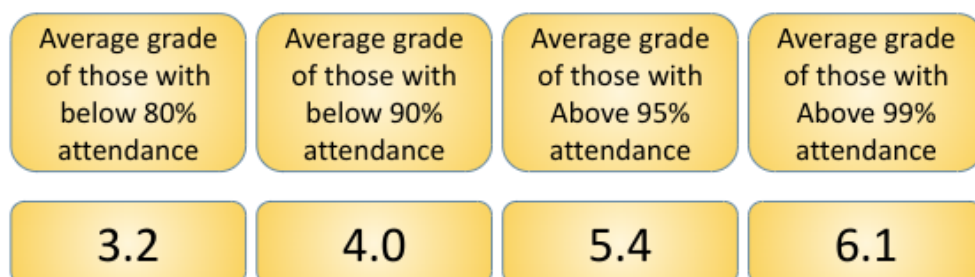 Average grade
of those with
below 80%
attendance
Average grade
of those with
below 90%
attendance
Average grade
of those with
Above 95%
attendance
Average grade
of those with
Above 99%
attendance
3.2
4.0
5.4
6.1